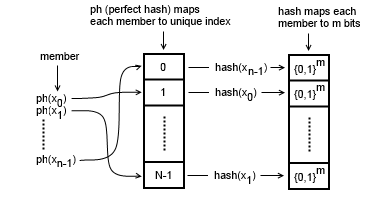 ph (perfect hash) maps
each member to unique index
hash maps each
member to m bits
member
ph(x0)
ph(x1)
ph(xn-1)
0
1
N-1
hash(xn-1)
hash(x0)
hash(x1)
{0,1}m
{0,1}m
{0,1}m